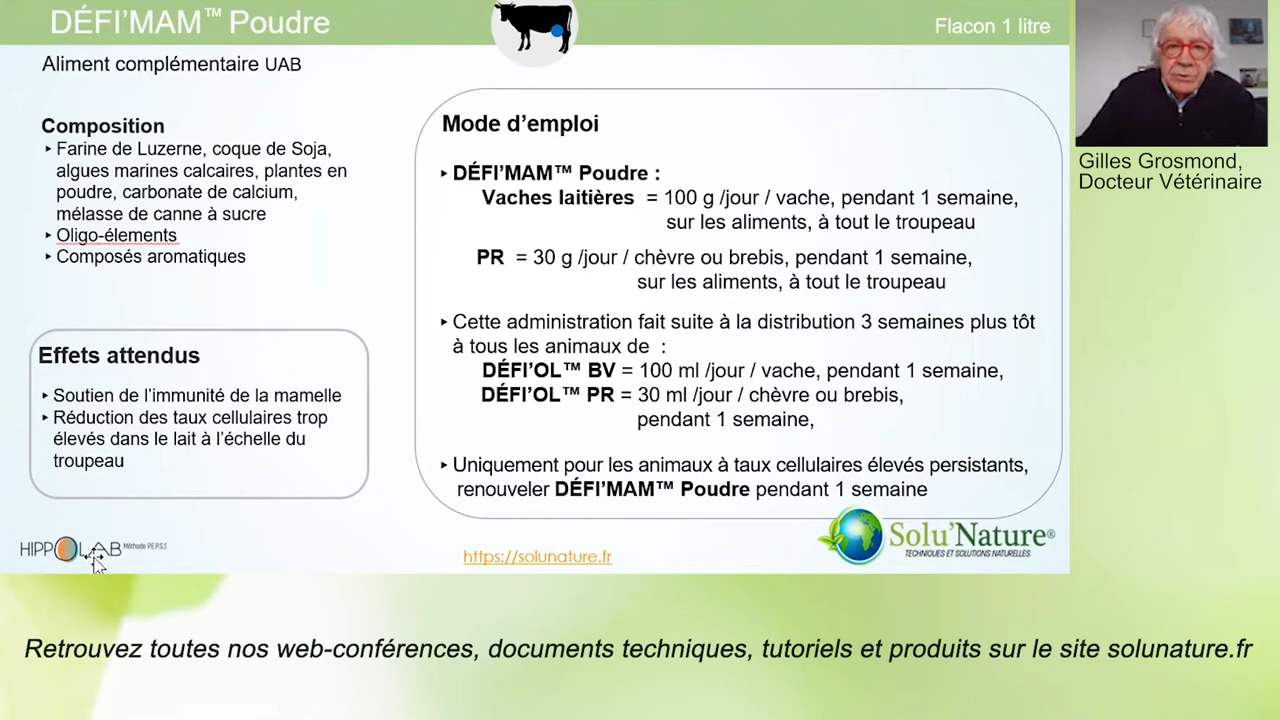 DÉFI'MAM™ Poudre
Flacon 1 litre
Aliment complémentaire UAB
Composition
‣ Farine de Luzerne, coque de Soja,
algues marines calcaires, plantes en
poudre, carbonate de calcium,
mélasse de canne à sucre
‣ Oligo-élements
‣ Composés aromatiques
Effets attendus
‣ Soutien de l'immunité de la mamelle
‣ Réduction des taux cellulaires trop
élevés dans le lait à l'échelle du
troupeau
Mode d'emploi
‣ DÉFI'MAM™ Poudre :
Vaches laitières = 100 g /jour / vache, pendant 1 semaine,
sur les aliments, à tout le troupeau
PR = 30 g /jour / chèvre ou brebis, pendant 1 semaine,
sur les aliments, à tout le troupeau
‣ Cette administration fait suite à la distribution 3 semaines plus tôt
à tous les animaux de :
DÉFI'OL™ BV = 100 ml /jour / vache, pendant 1 semaine,
DÉFI'OL™ PR = 30 ml /jour / chèvre ou brebis,
pendant 1 semaine,
‣ Uniquement pour les animaux à taux cellulaires élevés persistants,
renouveler DÉFI'MAM™ Poudre pendant 1 semaine
HIPPOLAB Méthode P.E.P.S.S
https://solunature.fr
Solu'Nature®
TECHNIQUES ET SOLUTIONS NATURELLES
Gilles Grosmond,
Docteur Vétérinaire
Retrouvez toutes nos web-conférences, documents techniques, tutoriels et produits sur le site solunature.fr